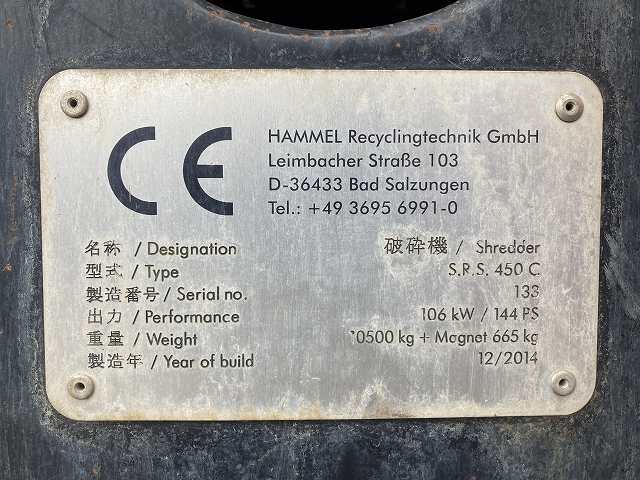 CE
HAMMEL Recyclingtechnik GmbH
Leimbacher Straße 103
D-36433 Bad Salzungen
Tel.: +49 3695 6991-0
名称 / Designation 破砕機 / Shredder
型式 / Type S.R.S. 450 C
製造番号 / Serial no. 133
出力 / Performance 106 kW / 144 PS
重量 / Weight 10500 kg + Magnet 665 kg
製造年 / Year of build 12/2014